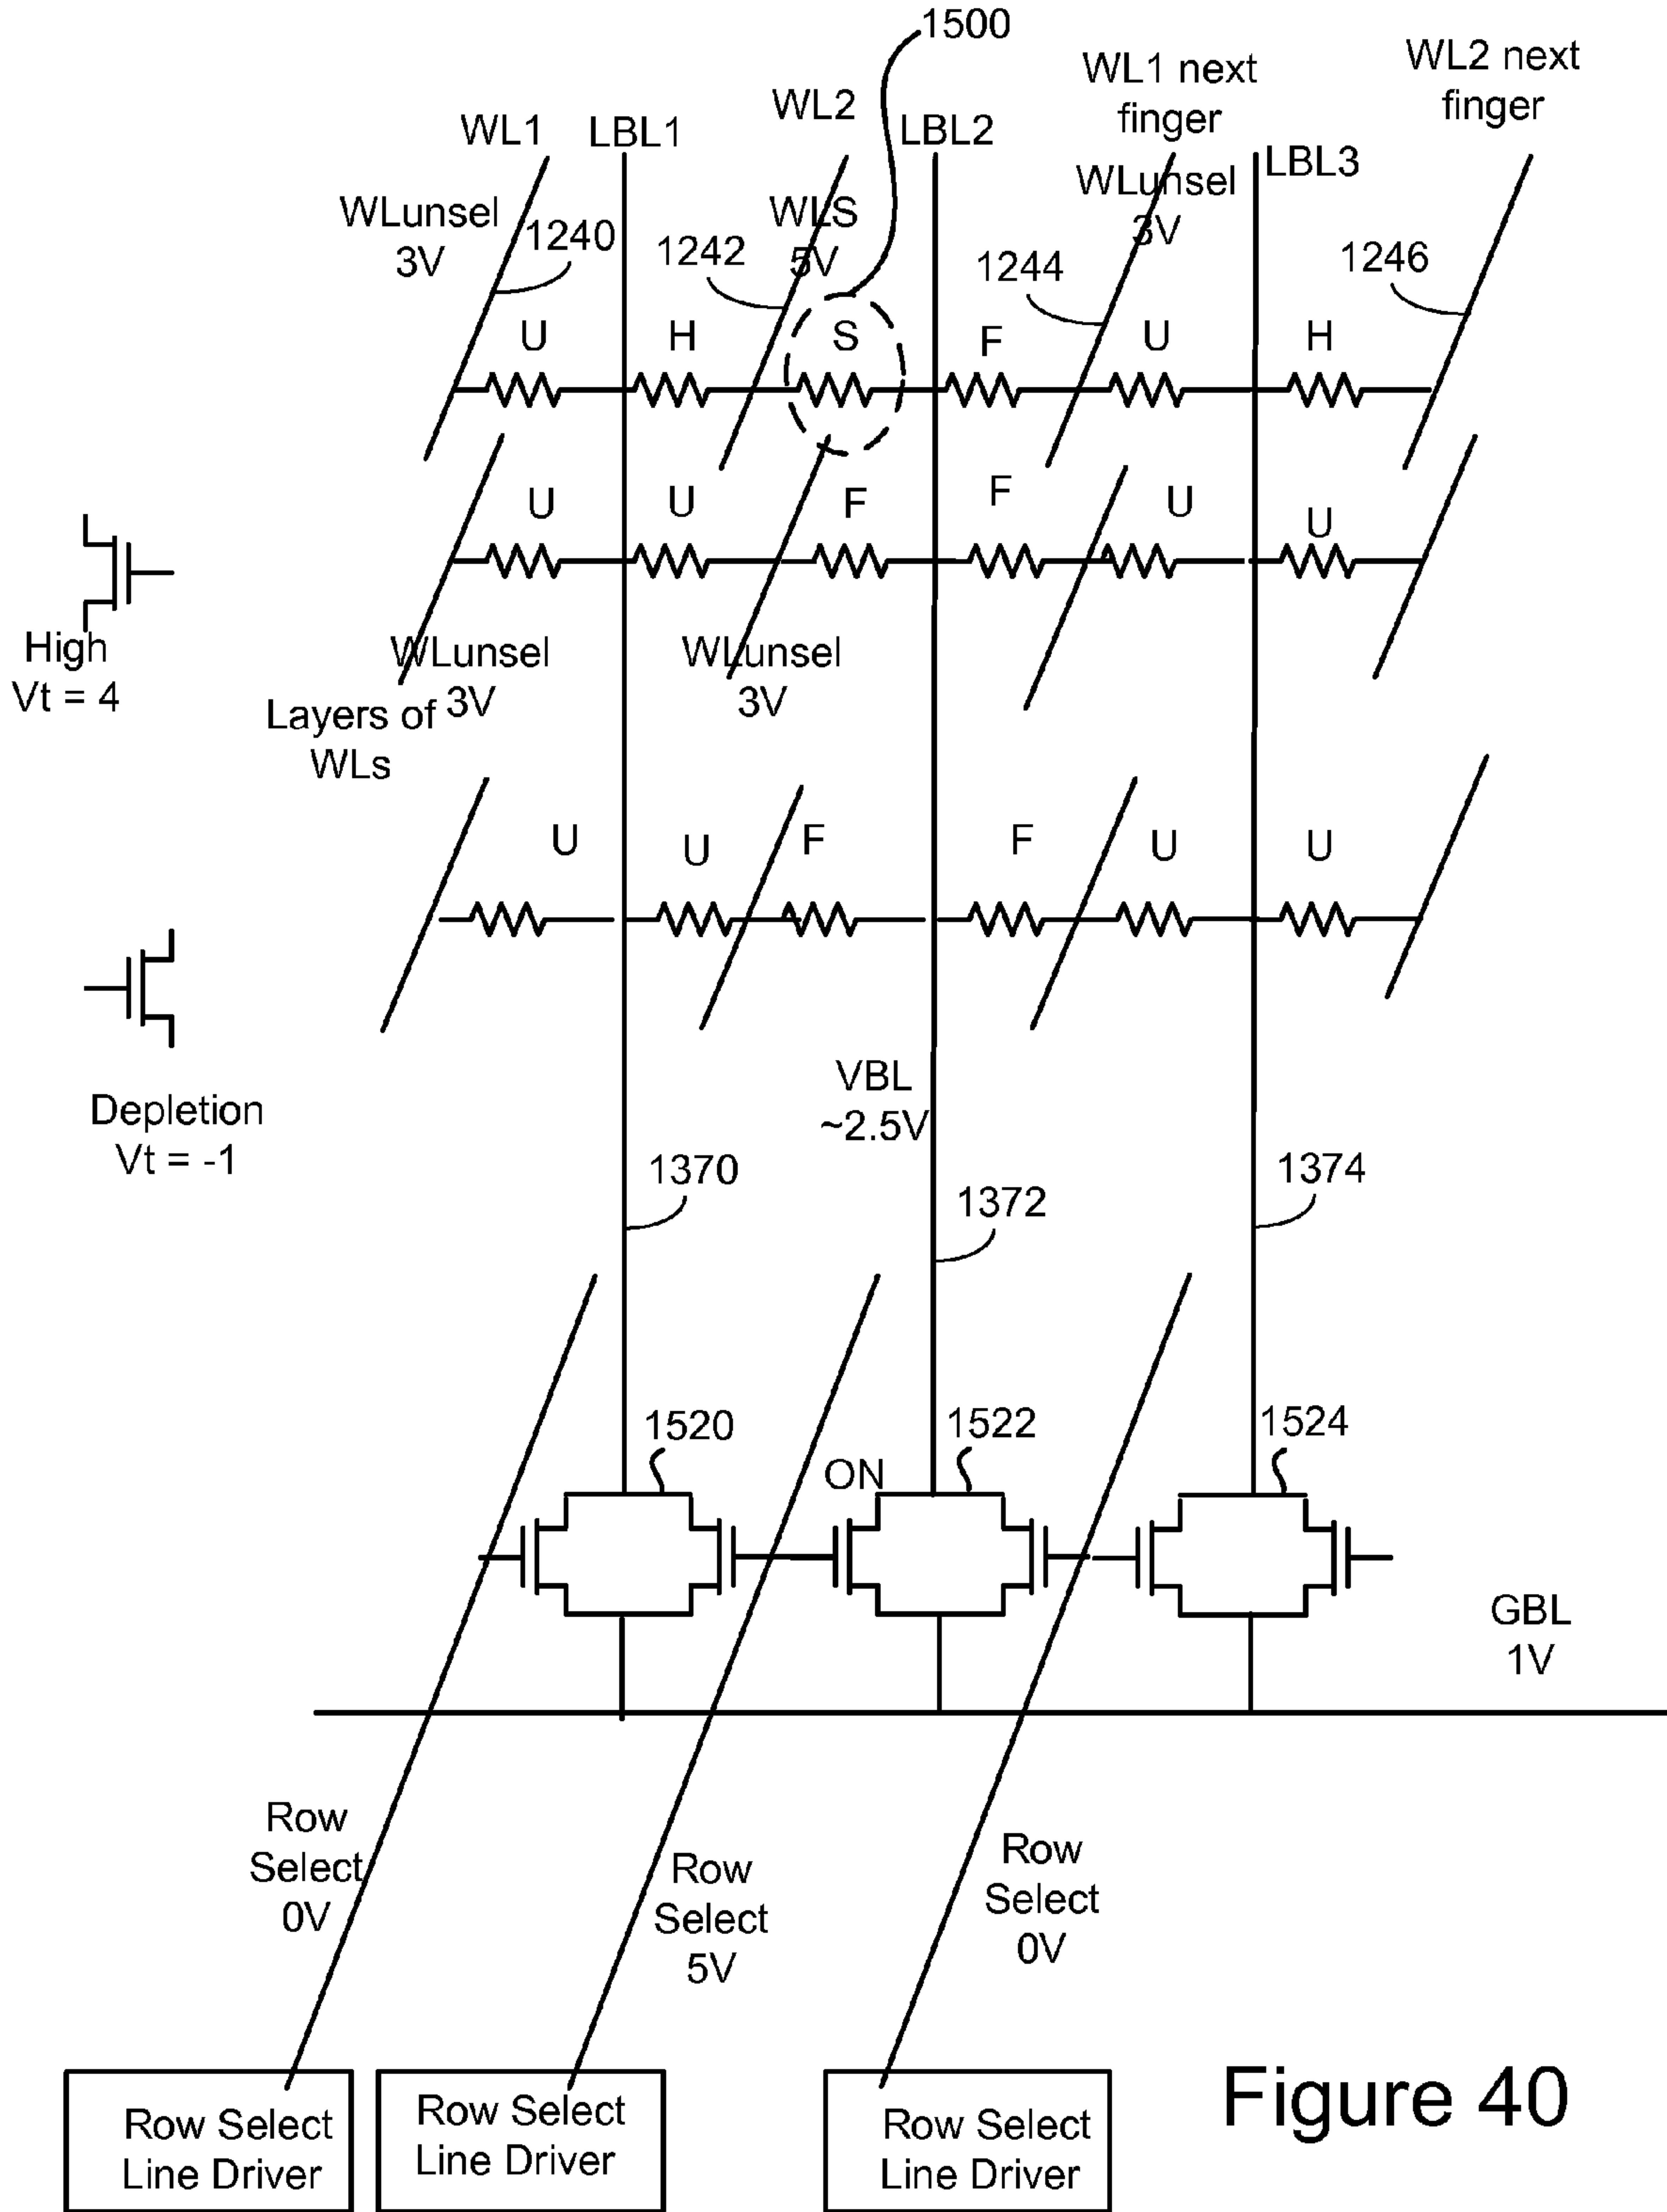 1500
WL1
LBL1
WL2
LBL2
WL1 next
finger
WL2 next
finger
LBL3
WLunsel
3V
1240
1242
WLS
5V
1244
WLunsel
3V
1246
U
H
S
F
U
H
U
U
F
F
U
U
High
Vt = 4
WLunsel
3V
WLunsel
3V
Layers of
WLs
U
U
F
F
U
U
Depletion
Vt = -1
VBL
~2.5V
1370
1372
1374
1520
ON
1522
1524
GBL
1V
Row
Select
0V
Row
Select
5V
Row
Select
0V
Row Select
Line Driver
Row Select
Line Driver
Row Select
Line Driver
Figure 40